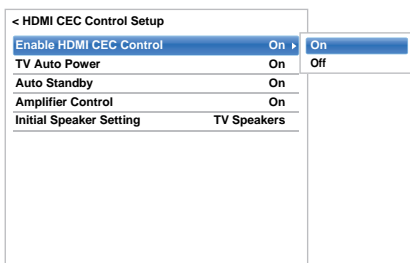 < HDMI CEC Control Setup
Enable HDMI CEC Control On On
TV Auto Power On Off
Auto Standby On
Amplifier Control On
Initial Speaker Setting TV Speakers